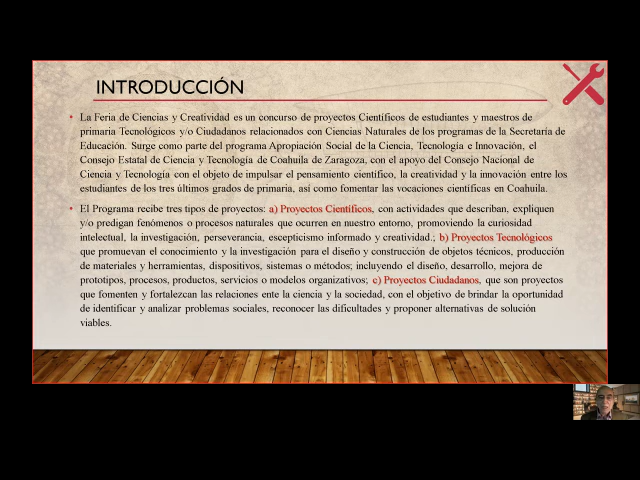 INTRODUCCIÓN
• La Feria de Ciencias y Creatividad es un concurso de proyectos Científicos de estudiantes y maestros de
primaria Tecnológicos y/o Ciudadanos relacionados con Ciencias Naturales de los programas de la Secretaría de
Educación. Surge como parte del programa Apropiación Social de la Ciencia, Tecnología e Innovación, el
Consejo Estatal de Ciencia y Tecnología de Coahuila de Zaragoza, con el apoyo del Consejo Nacional de
Ciencia y Tecnología con el objeto de impulsar el pensamiento científico, la creatividad y la innovación entre los
estudiantes de los tres últimos grados de primaria, así como fomentar las vocaciones científicas en Coahuila.
• El Programa recibe tres tipos de proyectos: a) Proyectos Científicos, con actividades que describan, expliquen
y/o predigan fenómenos o procesos naturales que ocurren en nuestro entorno, promoviendo la curiosidad
intelectual, la investigación, perseverancia, escepticismo informado y creatividad.; b) Proyectos Tecnológicos
que promuevan el conocimiento y la investigación para el diseño y construcción de objetos técnicos, producción
de materiales y herramientas, dispositivos, sistemas o métodos; incluyendo el diseño, desarrollo, mejora de
prototipos, procesos, productos, servicios o modelos organizativos; c) Proyectos Ciudadanos, que son proyectos
que fomenten y fortalezcan las relaciones ente la ciencia y la sociedad, con el objetivo de brindar la oportunidad
de identificar y analizar problemas sociales, reconocer las dificultades y proponer alternativas de solución
viables.